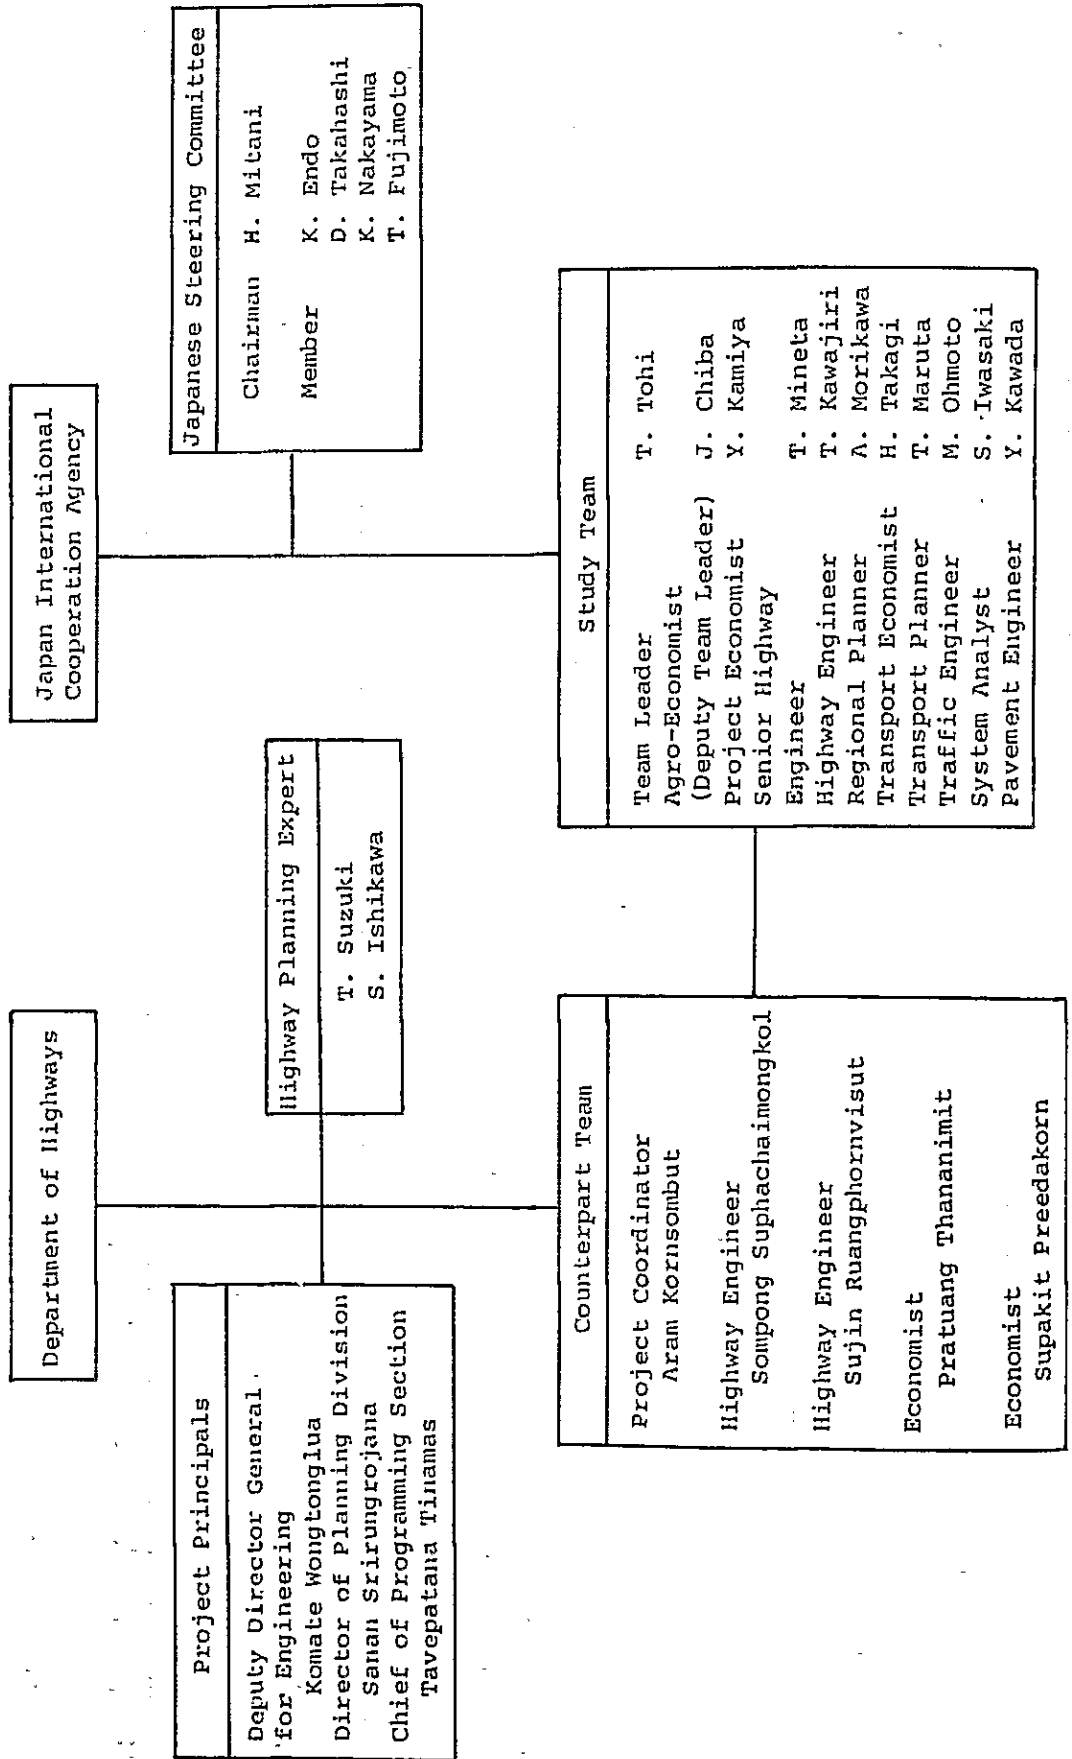 Department of Highways
Japan International
Cooperation Agency
Project Principals
Deputy Director General
for Engineering
Komate Wongtonglua
Director of Planning Division
Sanan Srirungrojana
Chief of Programming Section
Tavepatana Tinamas
Highway Planning Expert
T. Suzuki
S. Ishikawa
Japanese Steering Committee
Chairman H. Mitani
Member K. Endo
D. Takahashi
K. Nakayama
T. Fujimoto
Counterpart Team
Project Coordinator
Aram Kornsombut
Highway Engineer
Sompong Suphachaimongkol
Highway Engineer
Sujin Ruangphornvisut
Economist
Pratuang Thananimit
Economist
Supakit Preedakorn
Study Team
Team Leader T. Tohi
Agro-Economist
(Deputy Team Leader) J. Chiba
Project Economist Y. Kamiya
Senior Highway
Engineer T. Mineta
Highway Engineer T. Kawajiri
Regional Planner A. Morikawa
Transport Economist H. Takagi
Transport Planner T. Maruta
Traffic Engineer M. Ohmoto
System Analyst S. Iwasaki
Pavement Engineer Y. Kawada